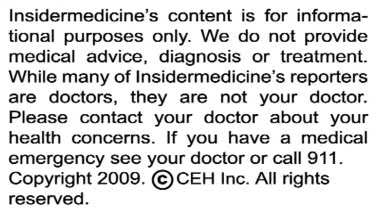 Insidermedicine's content is for informa-
tional purposes only. We do not provide
medical advice, diagnosis or treatment.
While many of Insidermedicine's reporters
are doctors, they are not your doctor.
Please contact your doctor about your
health concerns. If you have a medical
emergency see your doctor or call 911.
Copyright 2009. ©CEH Inc. All rights
reserved.